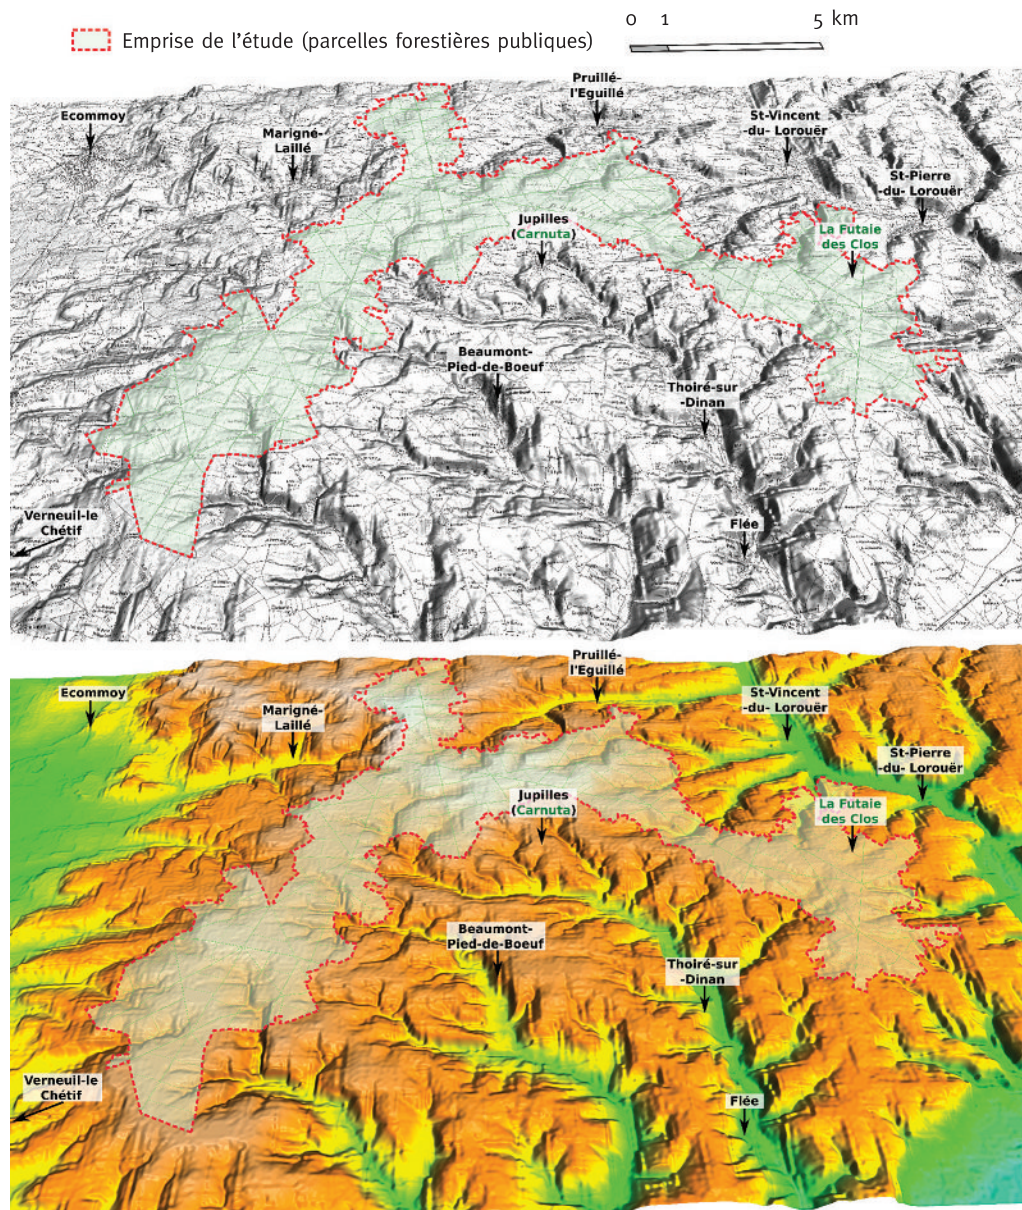 0 1 5 km
Emprise de l'étude (parcelles forestières publiques)
Pruillé-
l'Eguillé
Ecommoy
St-Vincent
-du- Lorouër
Marigné-
Laillé
St-Pierre
-du- Lorouër
Jupilles
(Carnuta)
La Futaie
des Clos
Beaumont-
Pied-de-Boeuf
Thoiré-sur
-Dinan
Verneuil-le
Chétif
Flée
Pruillé-
l'Eguillé
Ecommoy
St-Vincent
-du- Lorouër
Marigné-
Laillé
St-Pierre
-du- Lorouër
Jupilles
(Carnuta)
La Futaie
des Clos
Beaumont-
Pied-de-Boeuf
Thoiré-sur
-Dinan
Verneuil-le
Chétif
Flée